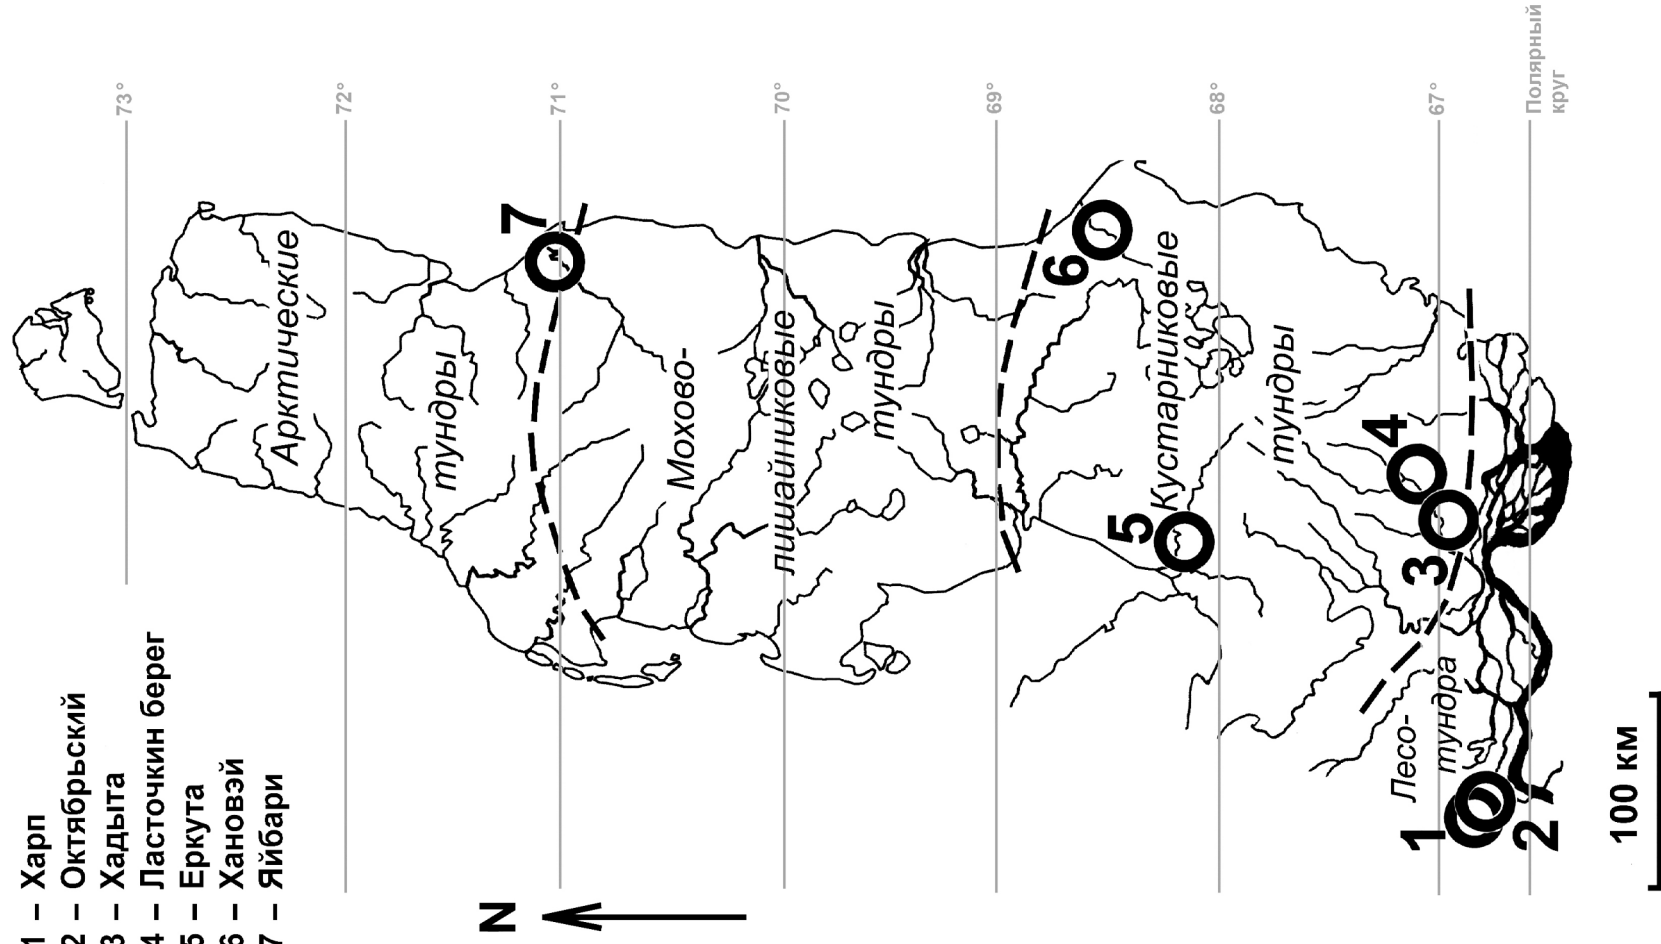 1 – Харп
2 – Октябрьский
3 – Хадыта
4 – Ласточкин берег
5 – Еркута
6 – Хановэй
7 – Яйбари
N
73°
72°
71°
70°
69°
68°
67°
Полярный
круг
Арктические
тундры
7
Мохово-
лишайниковые
тундры
6
5
Кустарниковые
тундры
4
3
Лесо-
тундра
1
2
100 км